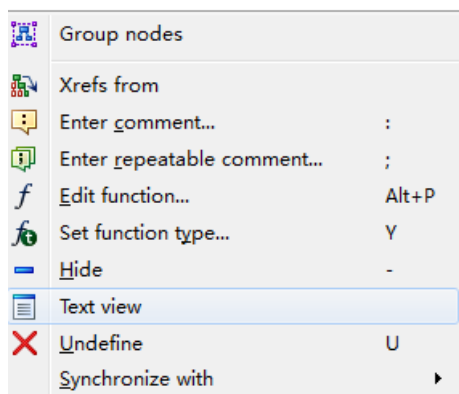 Group nodes
Xrefs from
Enter comment... :
Enter repeatable comment... ;
Edit function... Alt+P
Set function type... Y
Hide -
Text view
Undefine U
Synchronize with